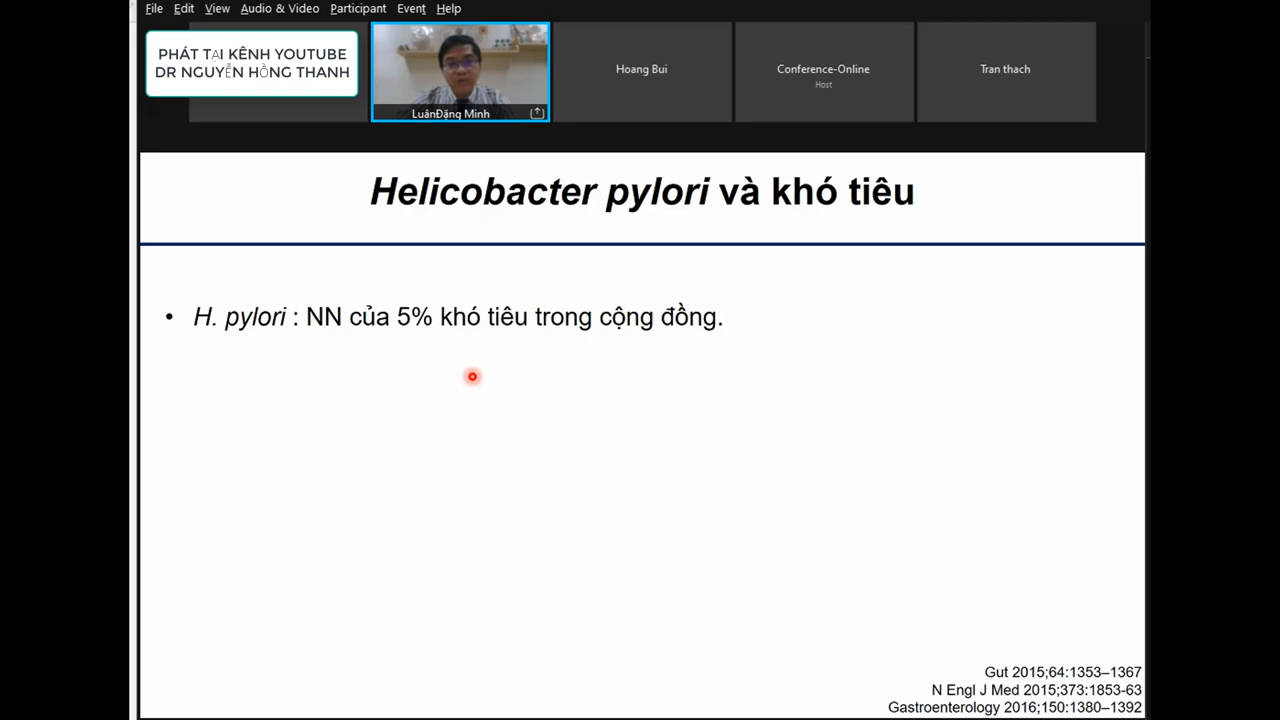 File Edit View Audio & Video Participant Event Help
PHÁT TẠI KÊNH YOUTUBE
DR NGUYỄN HỒNG THANH
LuânĐặng Minh
Hoang Bui
Conference-Online
Host
Tran thach
Helicobacter pylori và khó tiêu
• H. pylori : NN của 5% khó tiêu trong cộng đồng.
Gut 2015;64:1353–1367
N Engl J Med 2015;373:1853-63
Gastroenterology 2016;150:1380–1392